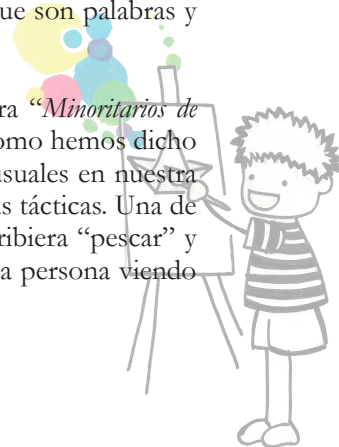 que son palabras y
ra “Minoritarios de
omo hemos dicho
usuales en nuestra
s tácticas. Una de
ribiera “pescar” y
a persona viendo